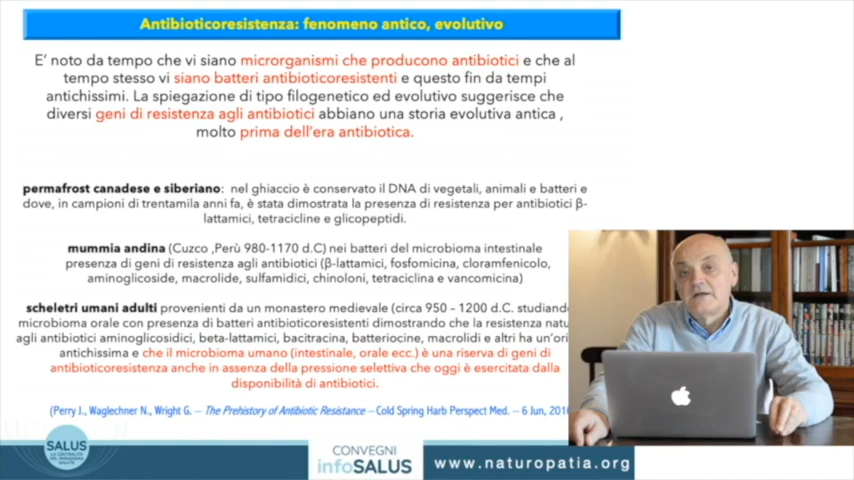 Antibioticoresistenza: fenomeno antico, evolutivo
E' noto da tempo che vi siano microrganismi che producono antibiotici e che al
tempo stesso vi siano batteri antibioticoresistenti e questo fin da tempi
antichissimi. La spiegazione di tipo filogenetico ed evolutivo suggerisce che
diversi geni di resistenza agli antibiotici abbiano una storia evolutiva antica ,
molto prima dell'era antibiotica.
permafrost canadese e siberiano: nel ghiaccio è conservato il DNA di vegetali, animali e batteri e
dove, in campioni di trentamila anni fa, è stata dimostrata la presenza di resistenza per antibiotici β-
lattamici, tetracicline e glicopeptidi.
mummia andina (Cuzco ,Perù 980-1170 d.C) nei batteri del microbioma intestinale
presenza di geni di resistenza agli antibiotici (β-lattamici, fosfomicina, cloramfenicolo,
aminoglicoside, macrolide, sulfamidici, chinoloni, tetraciclina e vancomicina)
scheletri umani adulti provenienti da un monastero medievale (circa 950 – 1200 d.C. studiando
microbioma orale con presenza di batteri antibioticoresistenti dimostrando che la resistenza natu
agli antibiotici aminoglicosidici, beta-lattamici, bacitracina, batteriocine, macrolidi e altri ha un'ori
antichissima e che il microbioma umano (intestinale, orale ecc.) è una riserva di geni di
antibioticoresistenza anche in assenza della pressione selettiva che oggi è esercitata dalla
disponibilità di antibiotici.
(Perry J., Waglechner N., Wright G. – The Prehistory of Antibiotic Resistance – Cold Spring Harb Perspect Med. – 6 Jun, 2016
SALUS
LA CENTRALITÀ
DEL PARADIGMA
SALUTE
CONVEGNI
infoSALUS
www.naturopatia.org